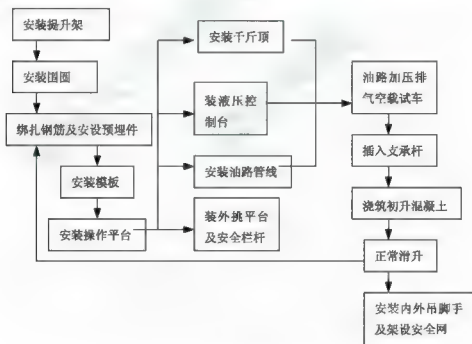 安装提升架
安装围圈
绑扎钢筋及安设预埋件
安装模板
安装操作平台
安装千斤顶
装液压控
制台
安装油路管线
装外挑平台
及安全栏杆
油路加压排
气空载试车
插入支承杆
浇筑初升混凝土
正常滑升
安装内外吊脚手
及架设安全网